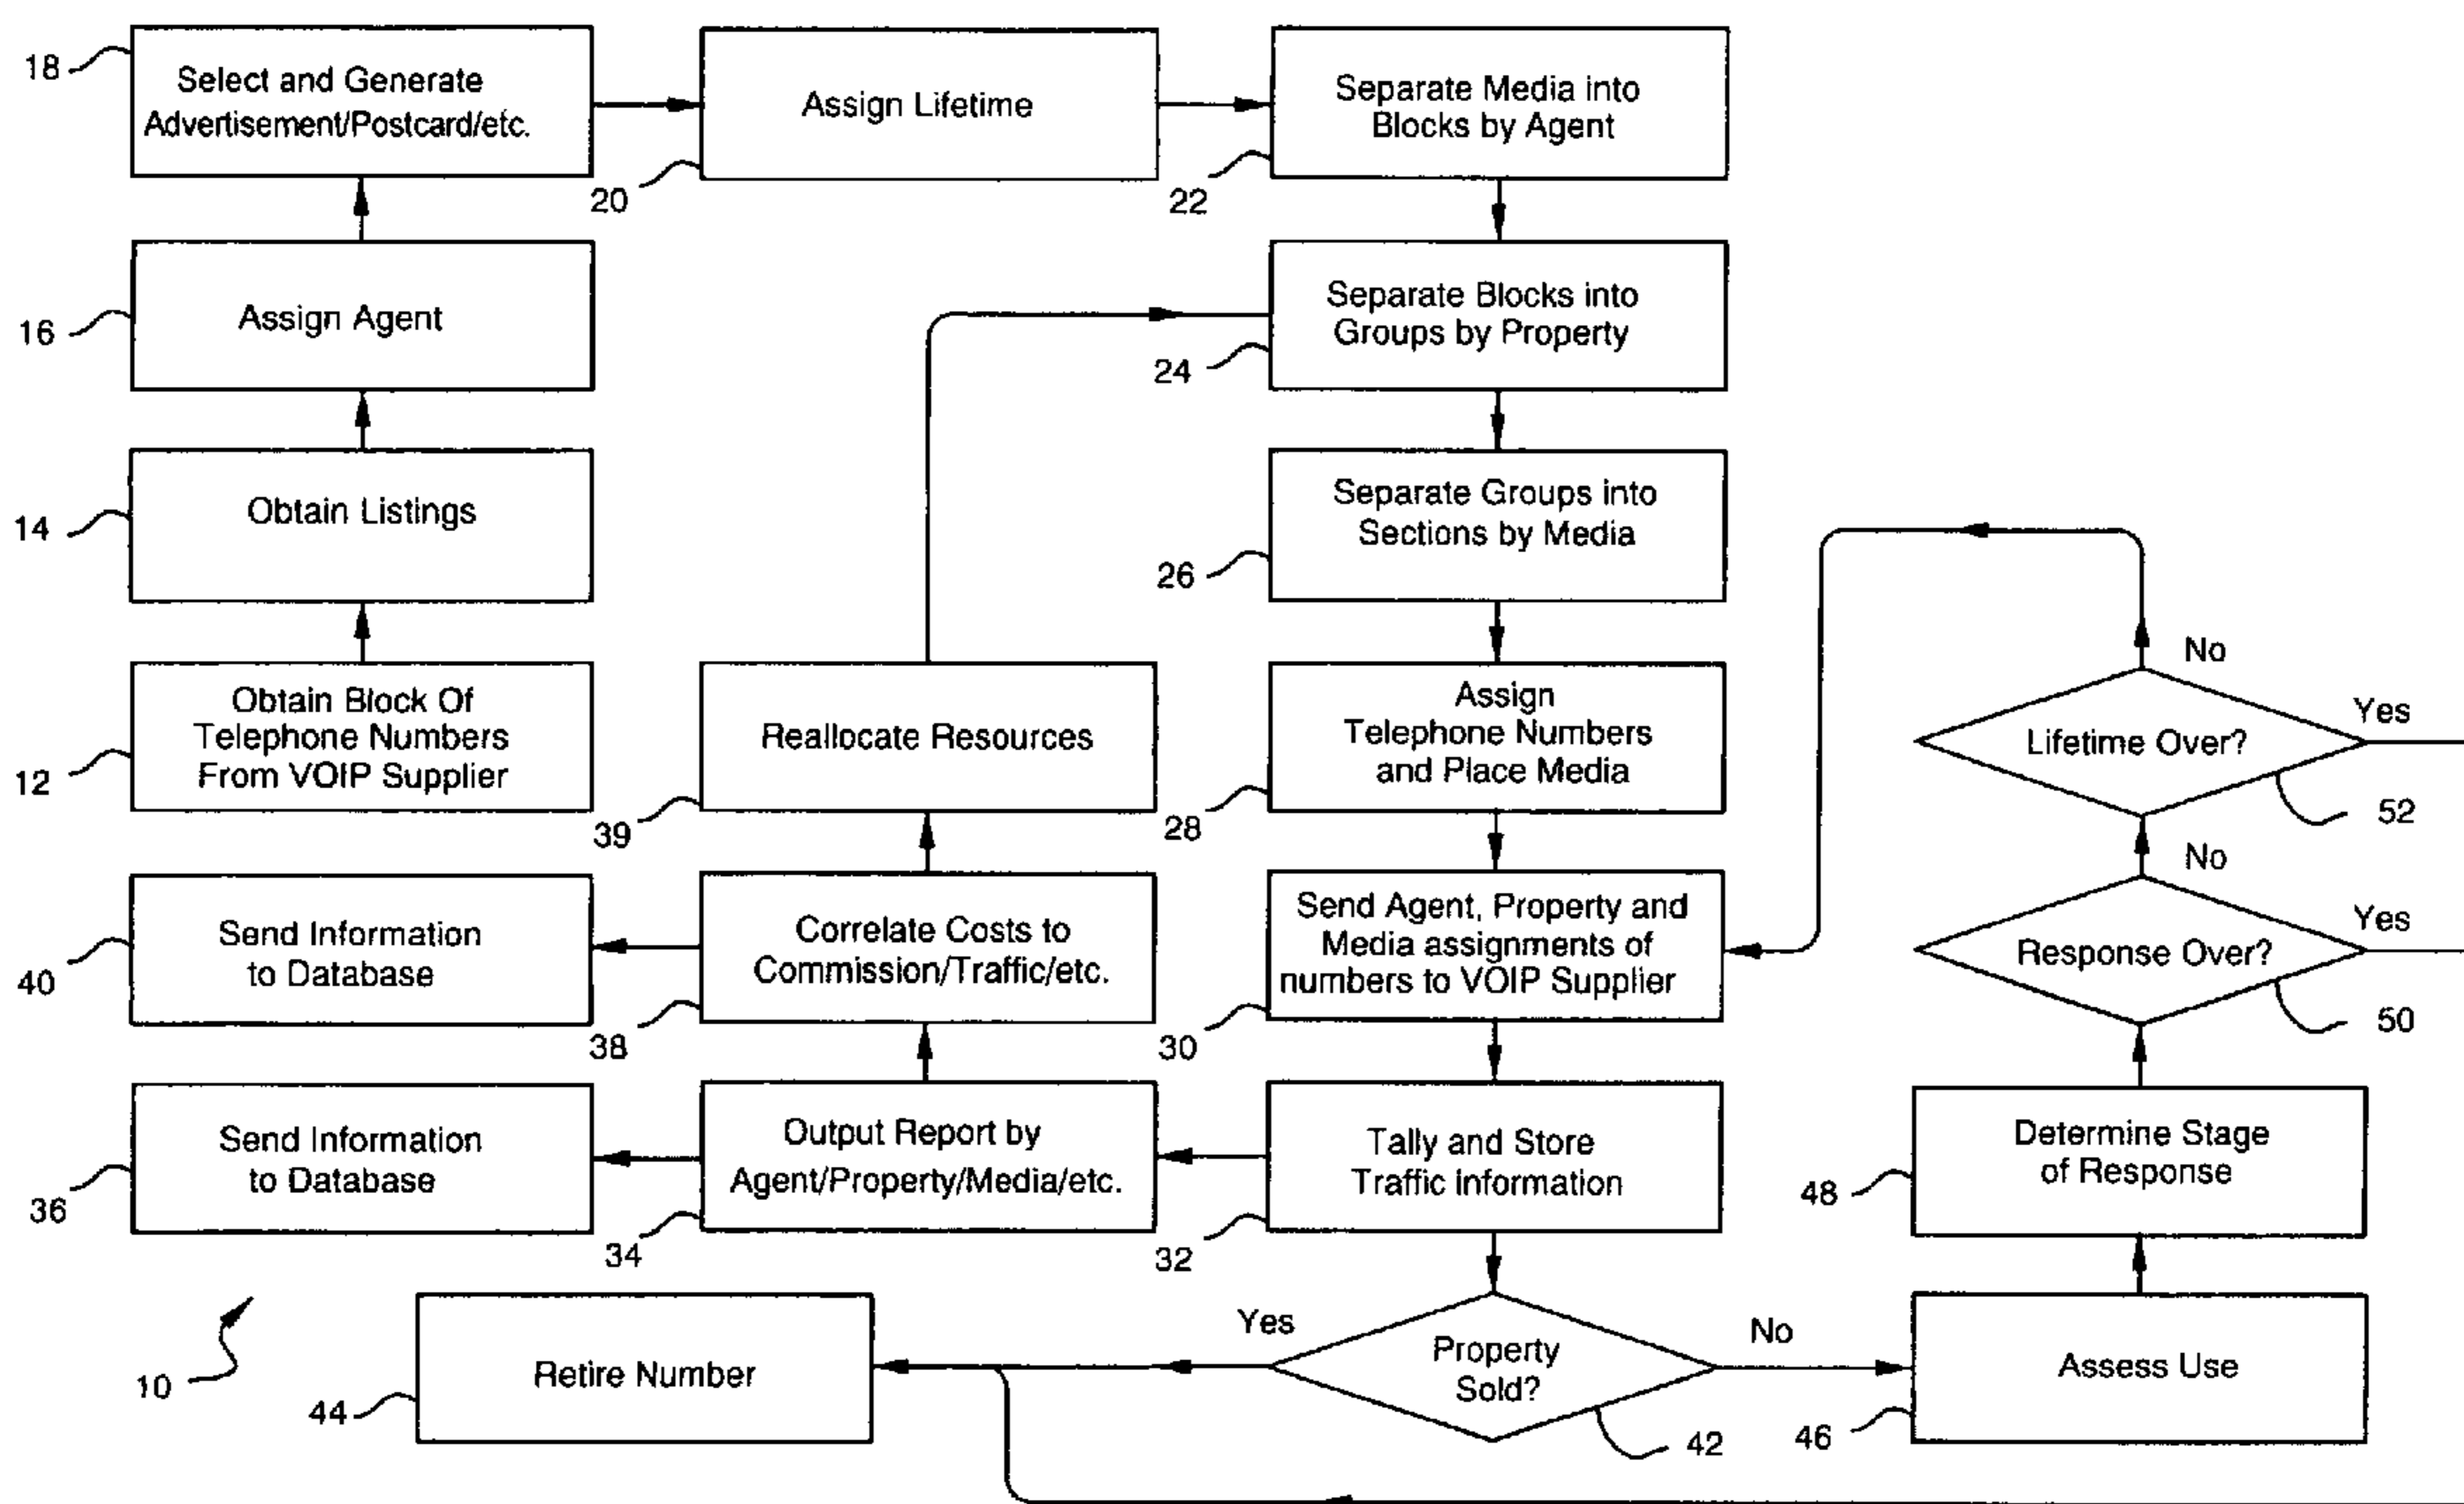 18
Select and Generate
Advertisement/Postcard/etc.
Assign Lifetime
20
Separate Media into
Blocks by Agent
22
16
Assign Agent
Separate Blocks into
Groups by Property
24
14
Obtain Listings
Separate Groups into
Sections by Media
26
12
Obtain Block Of
Telephone Numbers
From VOIP Supplier
Reallocate Resources
39
Assign
Telephone Numbers
and Place Media
28
No
Yes
Lifetime Over?
52
40
Send Information
to Database
Correlate Costs to
Commission/Traffic/etc.
38
Send Agent, Property and
Media assignments of
numbers to VOIP Supplier
30
No
Yes
Response Over?
50
36
Send Information
to Database
Output Report by
Agent/Property/Media/etc.
34
Tally and Store
Traffic Information
32
Determine Stage
of Response
48
10
Retire Number
44
Yes
Property
Sold?
42
No
Assess Use
46